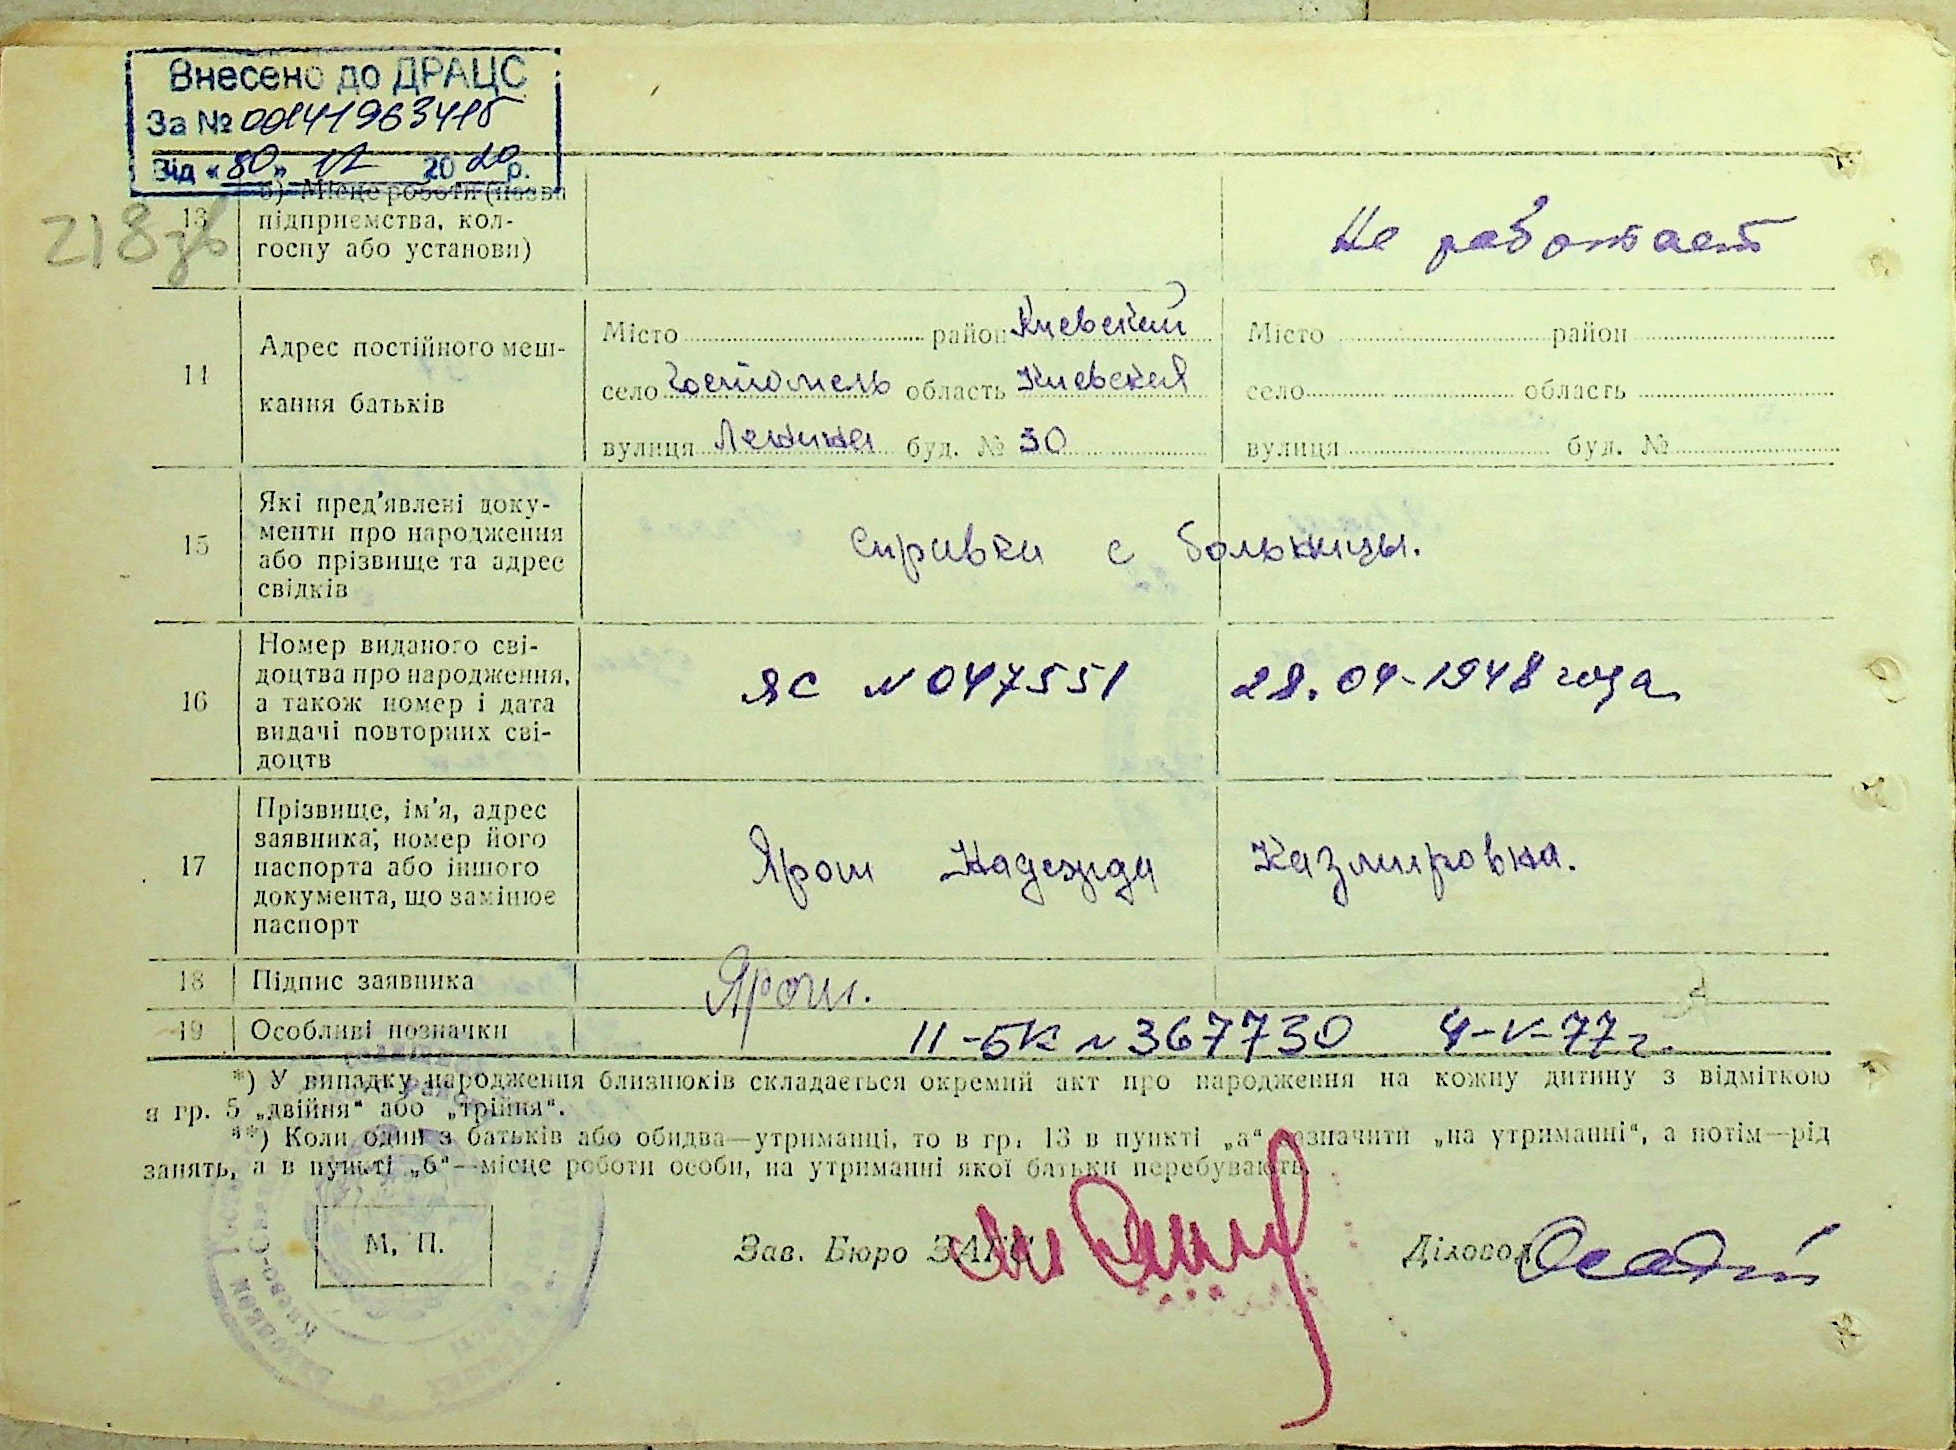 Внесено до ДРАЦС
За № 00141963415
Від « 30 » 12 20 20 р.
218 зв
13 б) Місце роботи (назва
підприємства, кол-
госпу або установи)
Не работает
14 Адрес постійного меш-
кання батьків
Місто район Киевский
село Гостомель область Киевская
вулиця Ленина буд. № 30
Місто район
село область
вулиця буд. №
15 Які пред'явлені доку-
менти про народження
або прізвище та адрес
свідків
справка с больницы.
16 Номер виданого сві-
доцтва про народження,
а також номер і дата
видачі повторних сві-
доцтв
ЯС № 047551 28.04-1948 года
17 Прізвище, ім'я, адрес
заявника; номер його
паспорта або іншого
документа, що замінює
паспорт
Ярош Надежда Казмировна.
18 Підпис заявника
Ярош.
19 Особливі позначки
II-БК № 367730 4-V-77 г.
*) У випадку народження близнюків складається окремий акт про народження на кожну дитину з відміткою
в гр. 5 „двійня“ або „трійня“.
**) Коли один з батьків або обидва—утриманці, то в гр. 13 в пункті „а“ зазначити „на утриманні“, а потім—рід
занять, а в пункті „б“—місце роботи особи, на утриманні якої батьки перебувають.
М. П.
Зав. Бюро ЗАГС
Діловод